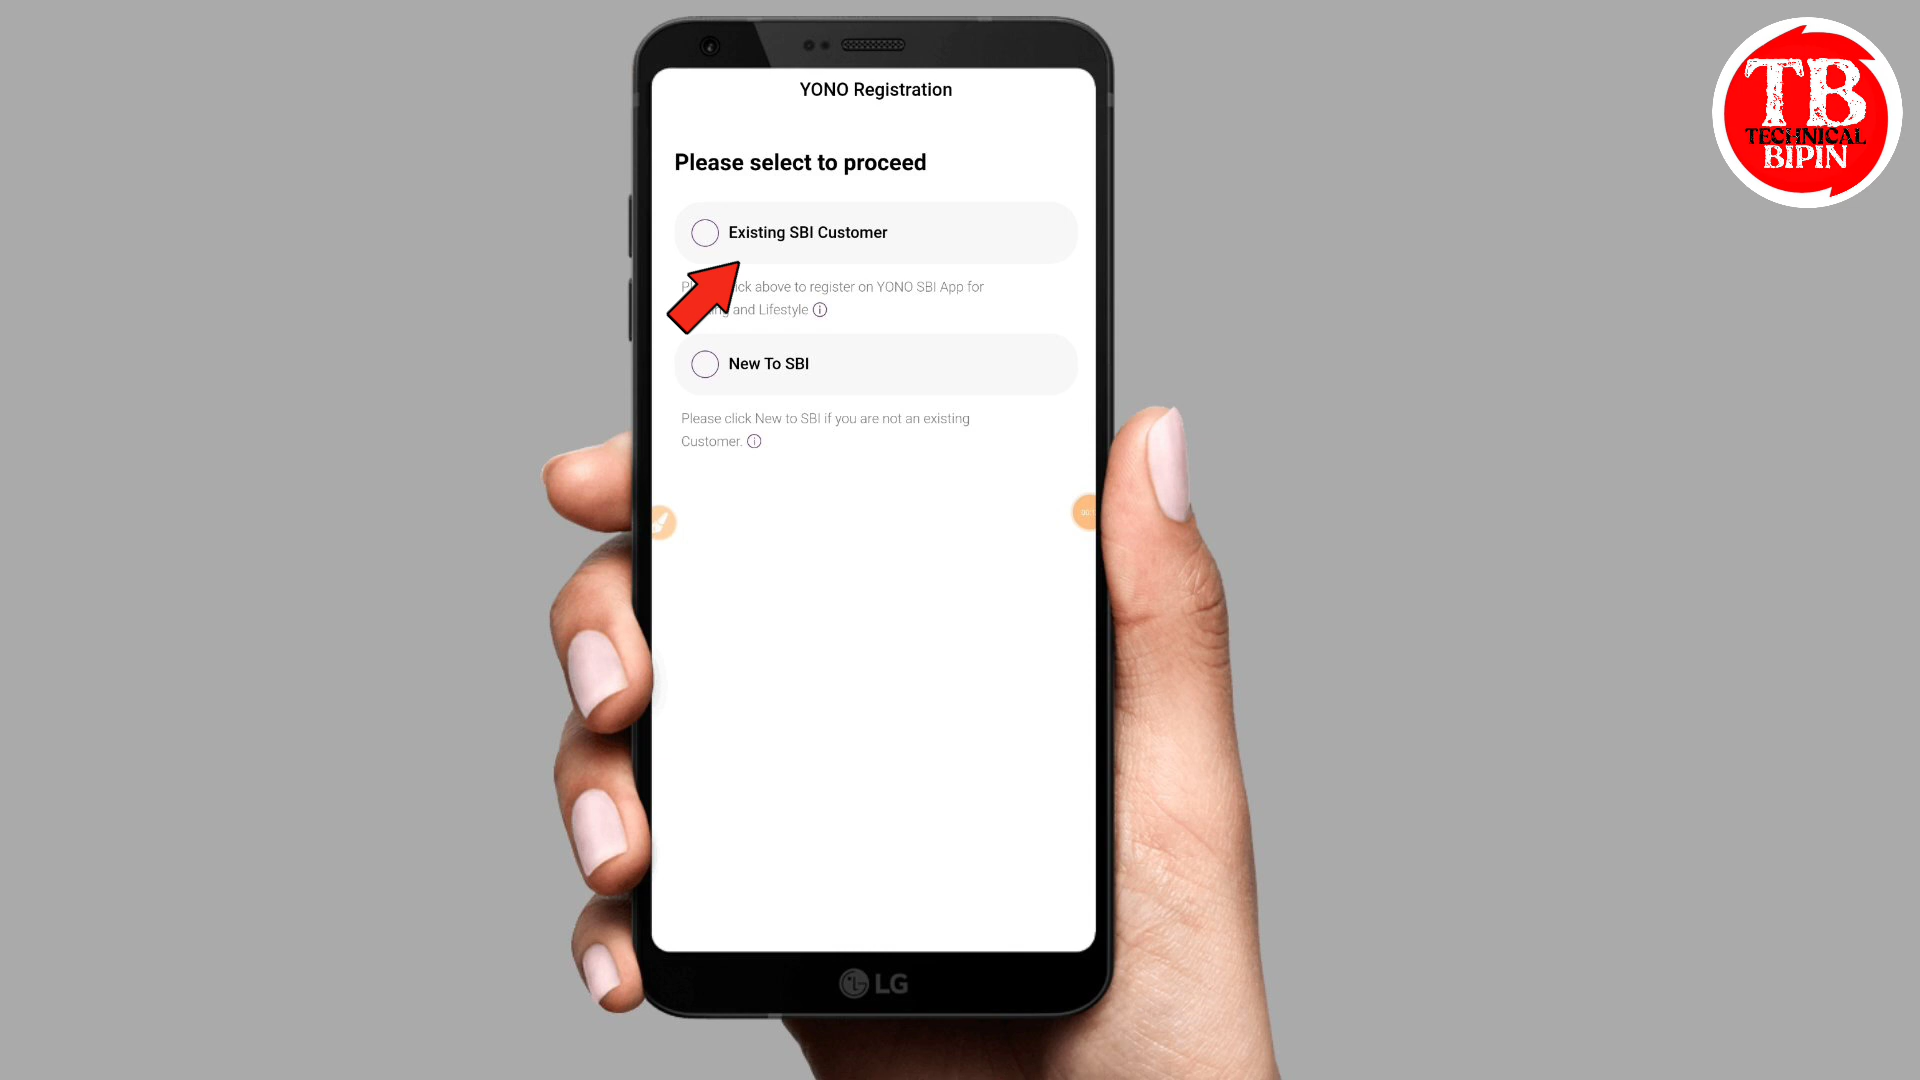 YONO Registration
Please select to proceed
Existing SBI Customer
click above to register on YONO SBI App for
and Lifestyle
New To SBI
Please click New to SBI if you are not an existing
Customer.
LG
TB
TECHNICAL
BIPIN